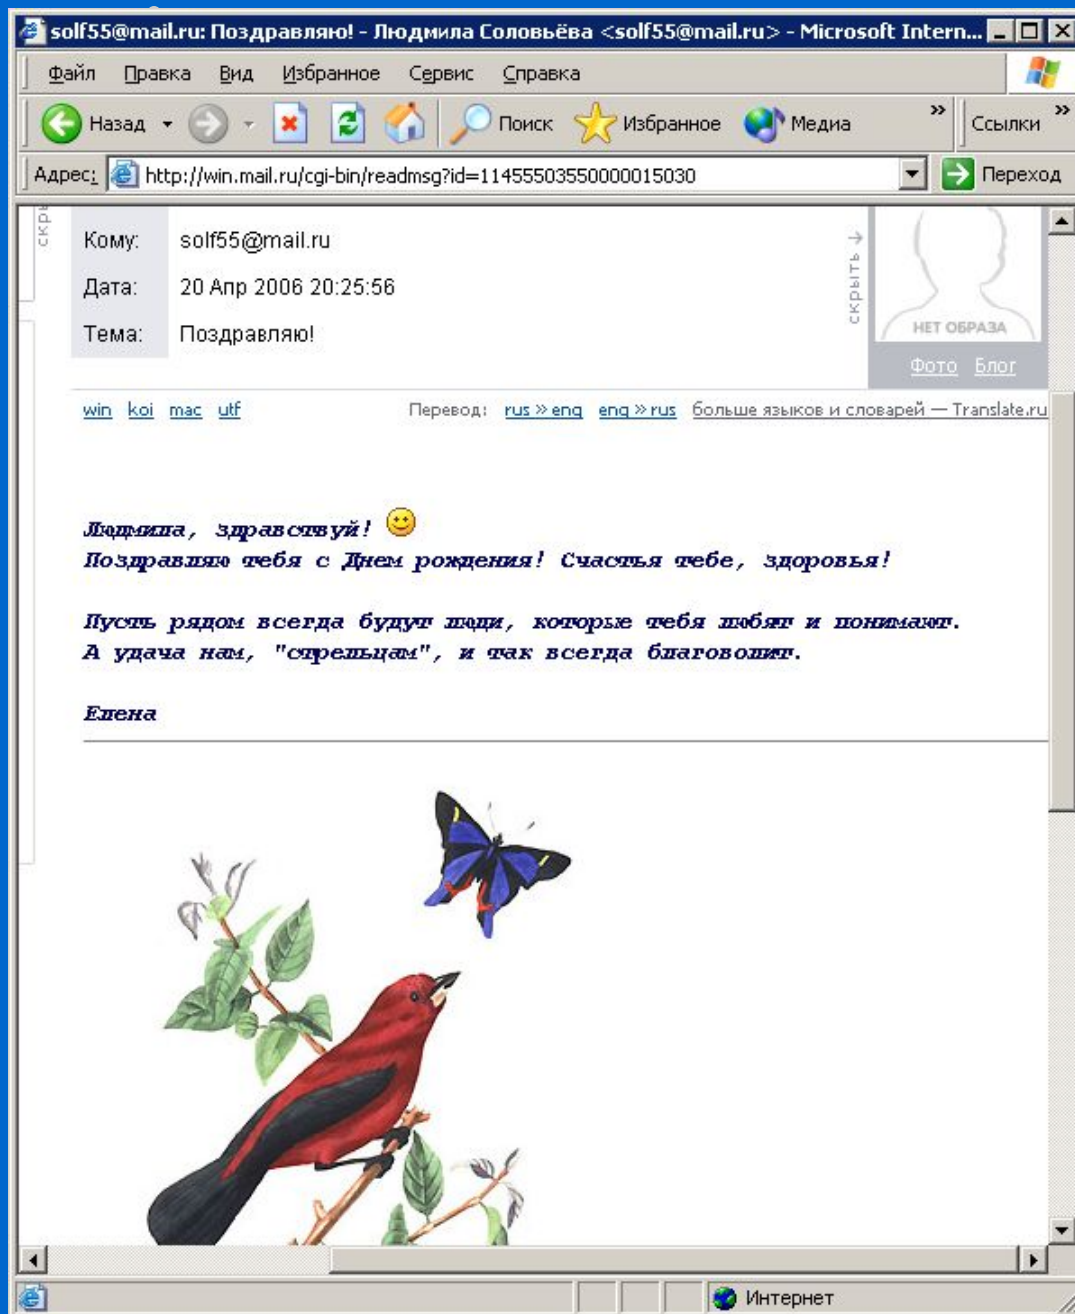 solf55@mail.ru: Поздравляю! - Людмила Соловьёва <solf55@mail.ru> - Microsoft Intern...
Файл Правка Вид Избранное Сервис Справка
Назад Поиск Избранное Медиа » Ссылки »
Адрес: http://win.mail.ru/cgi-bin/readmsg?id=11455503550000015030 Переход
скры
Кому: solf55@mail.ru
Дата: 20 Апр 2006 20:25:56
Тема: Поздравляю!
скрыть →
НЕТ ОБРАЗА
Фото Блог
win koi mac utf Перевод: rus » eng eng » rus больше языков и словарей — Translate.ru
Людмила, здравствуй!
Поздравляю тебя с Днем рождения! Счастья тебе, здоровья!
Пусть рядом всегда будут люди, которые тебя любят и понимают.
А удача нам, "стрельцам", и так всегда благоволит.
Елена
Интернет